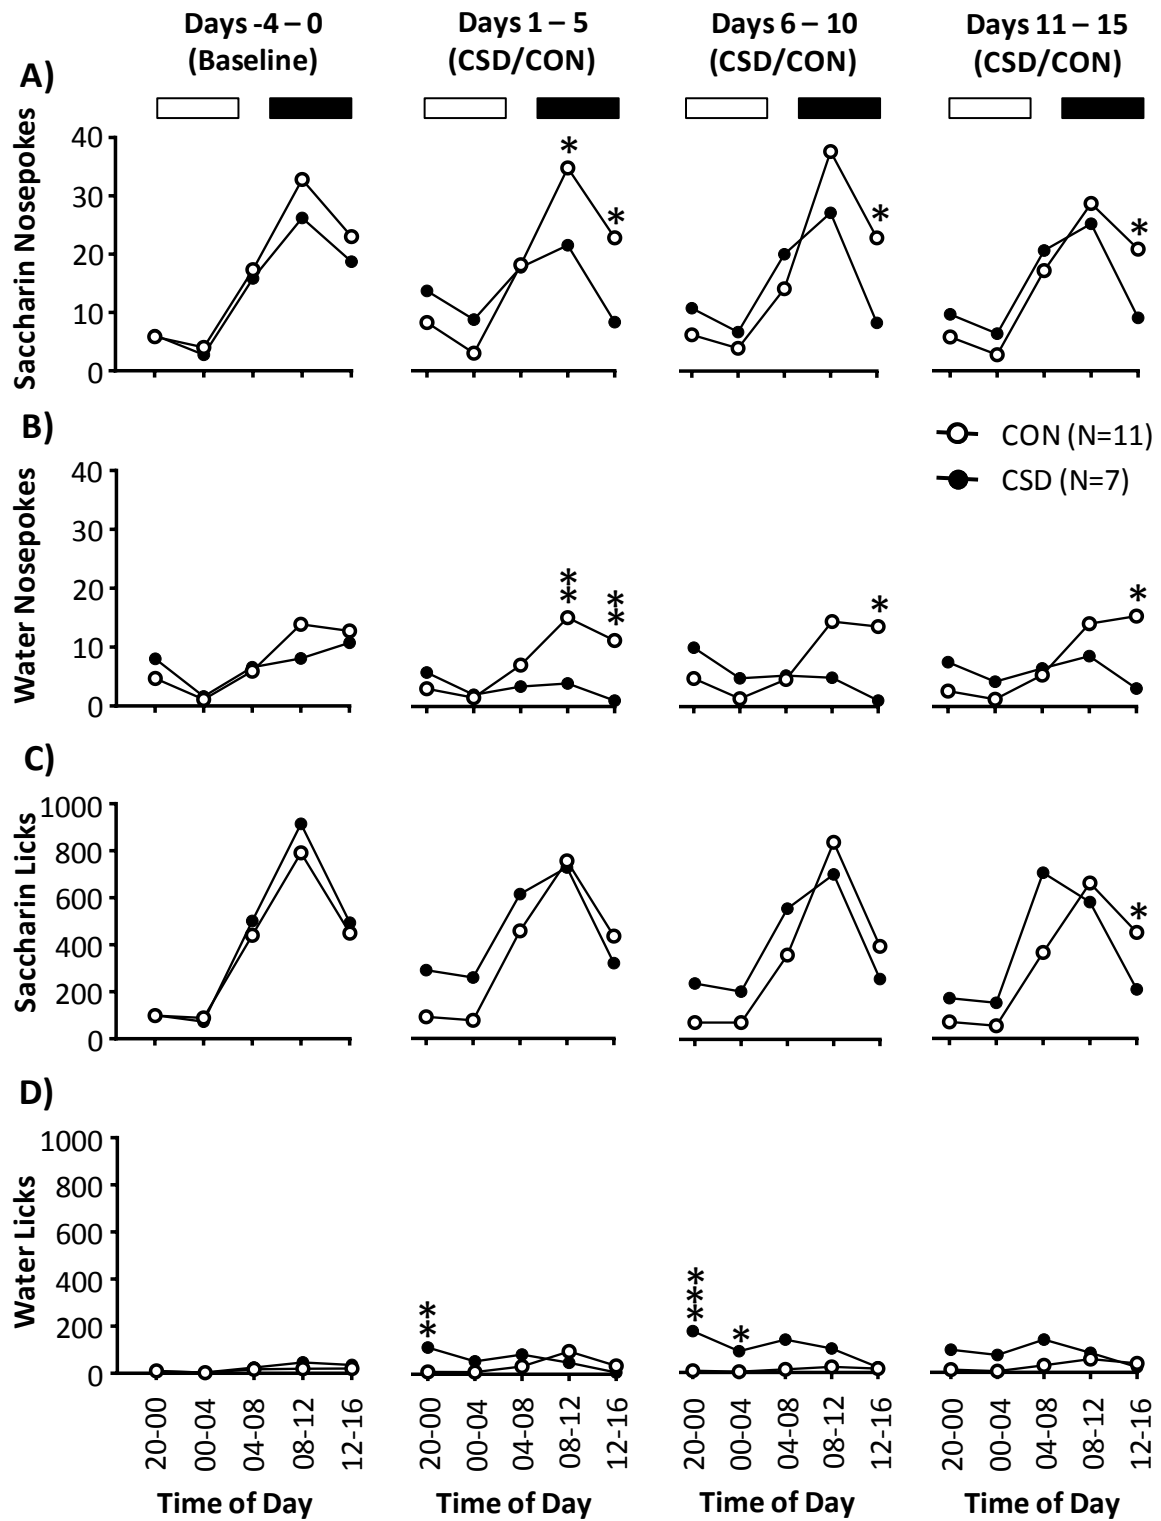 Days -4 – 0
(Baseline)
Days 1 – 5
(CSD/CON)
Days 6 – 10
(CSD/CON)
Days 11 – 15
(CSD/CON)
A)
Saccharin Nosepokes
40
30
20
10
0
*
*
*
*
B)
Water Nosepokes
40
30
20
10
0
**
**
*
*
CON (N=11)
CSD (N=7)
C)
Saccharin Licks
1000
800
600
400
200
0
*
D)
Water Licks
1000
800
600
400
200
0
**
***
*
20-00
00-04
04-08
08-12
12-16
20-00
00-04
04-08
08-12
12-16
20-00
00-04
04-08
08-12
12-16
20-00
00-04
04-08
08-12
12-16
Time of Day
Time of Day
Time of Day
Time of Day